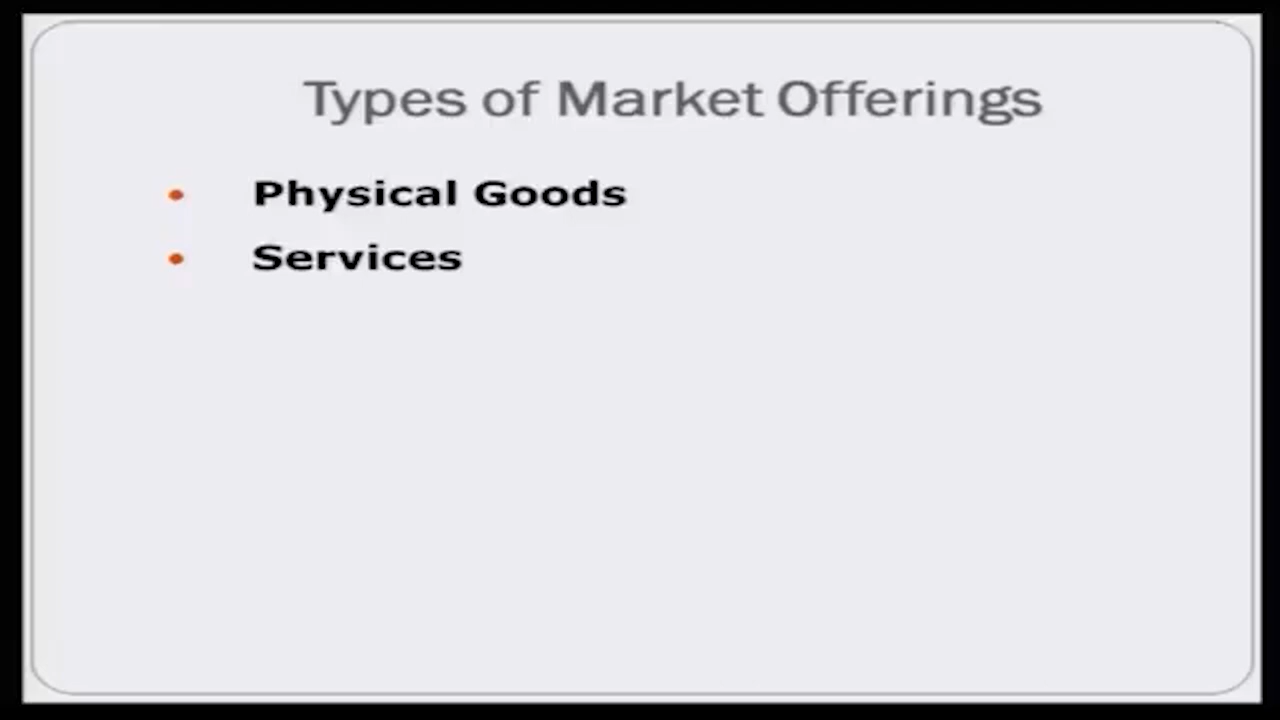 Types of Market Offerings
• Physical Goods
• Services